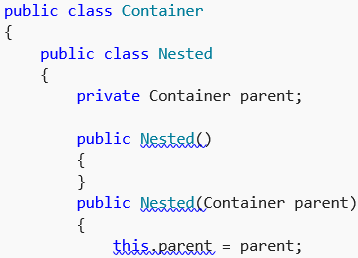 public class Container
{
    public class Nested
    {
        private Container parent;

        public Nested()
        {
        }
        public Nested(Container parent)
        {
            this.parent = parent;